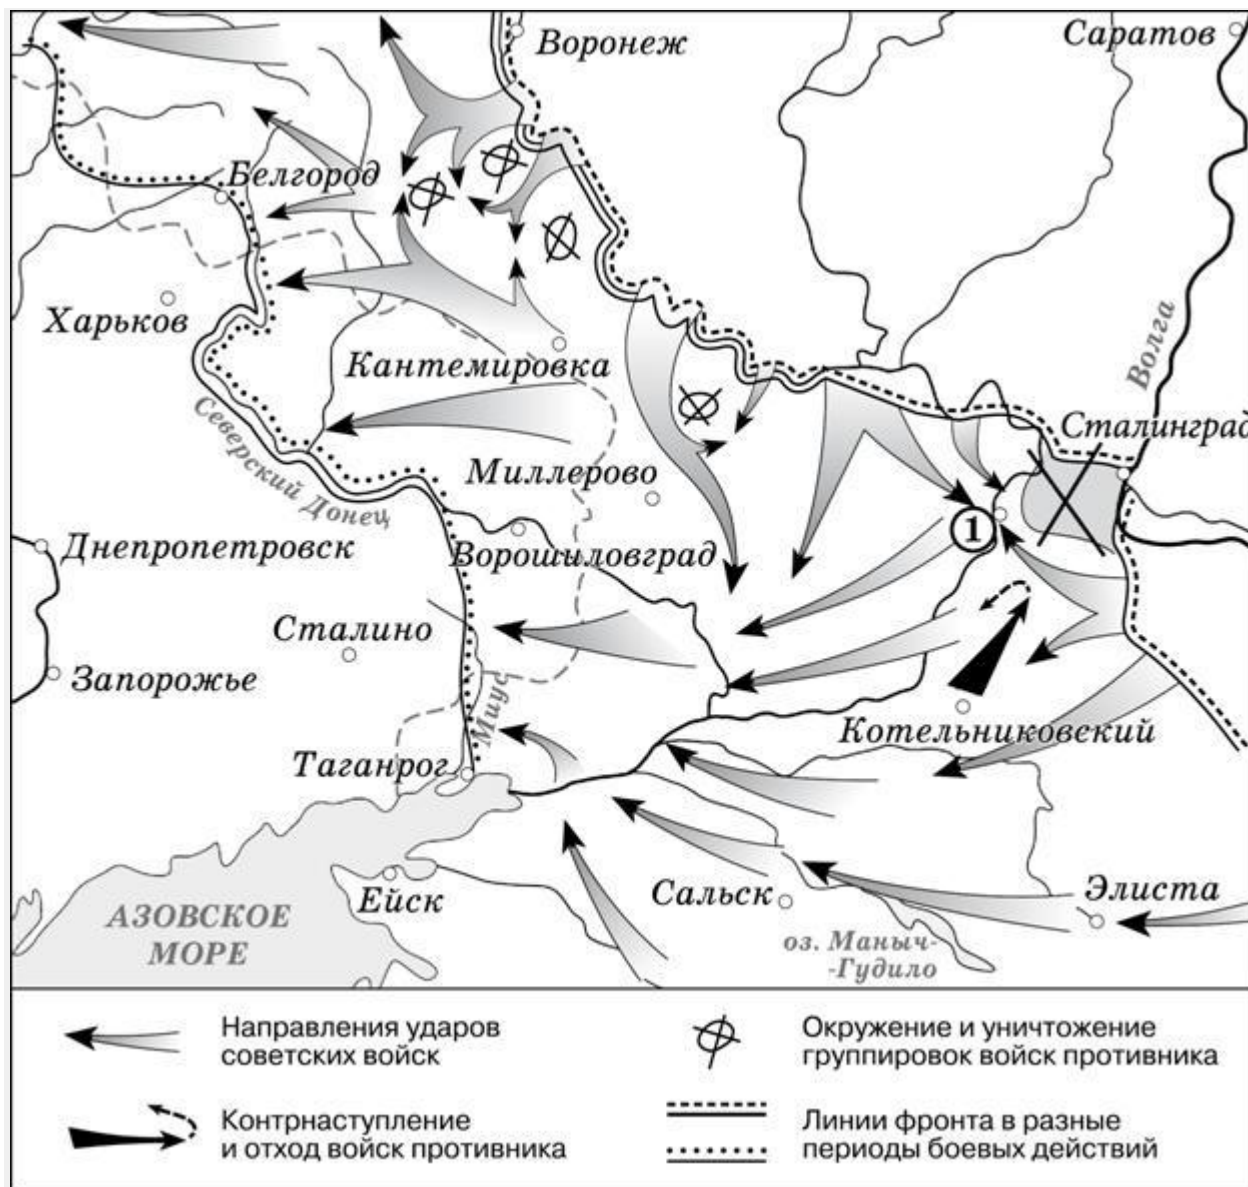 Воронеж
Саратов
Белгород
Харьков
Кантемировка
Волга
Сталинград
Северский Донец
Миллерово
1
Днепропетровск
Ворошиловград
Сталино
Запорожье
Миус
Котельниковский
Таганрог
Ейск
Сальск
Элиста
АЗОВСКОЕ
МОРЕ
оз. Маныч-
-Гудило
Направления ударов
советских войск
Окружение и уничтожение
группировок войск противника
Контрнаступление
и отход войск противника
Линии фронта в разные
периоды боевых действий